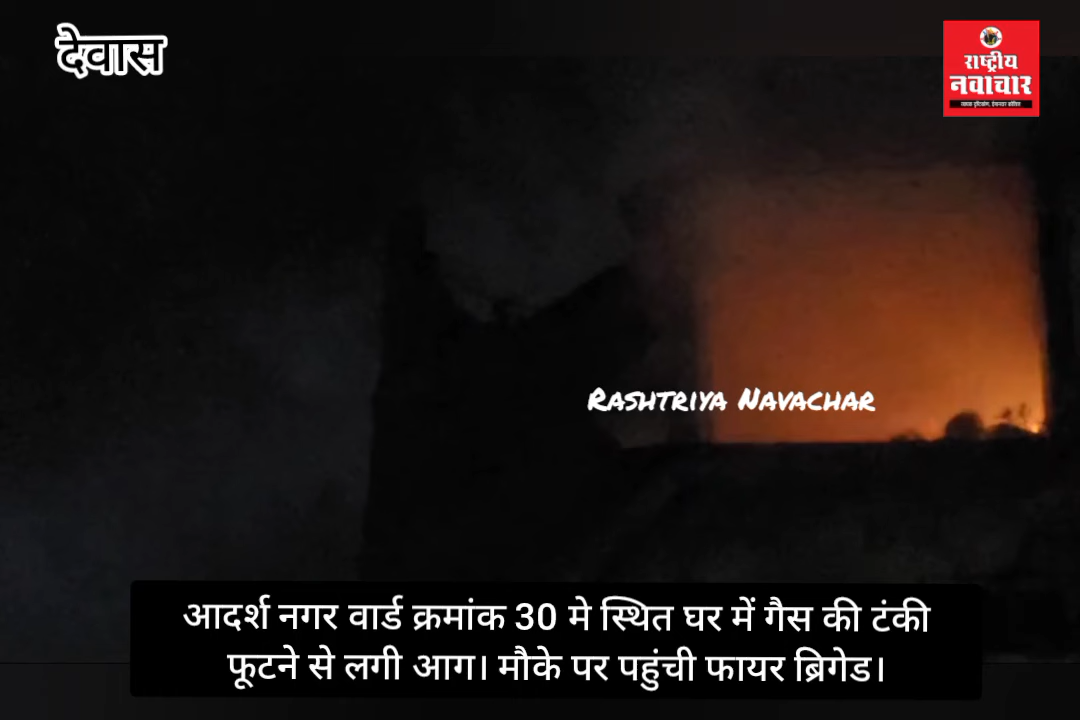 देवास
राष्ट्रीय
नवाचार
Rashtriya Navachar
आदर्श नगर वार्ड क्रमांक 30 मे स्थित घर में गैस की टंकी
फूटने से लगी आग। मौके पर पहुंची फायर ब्रिगेड।